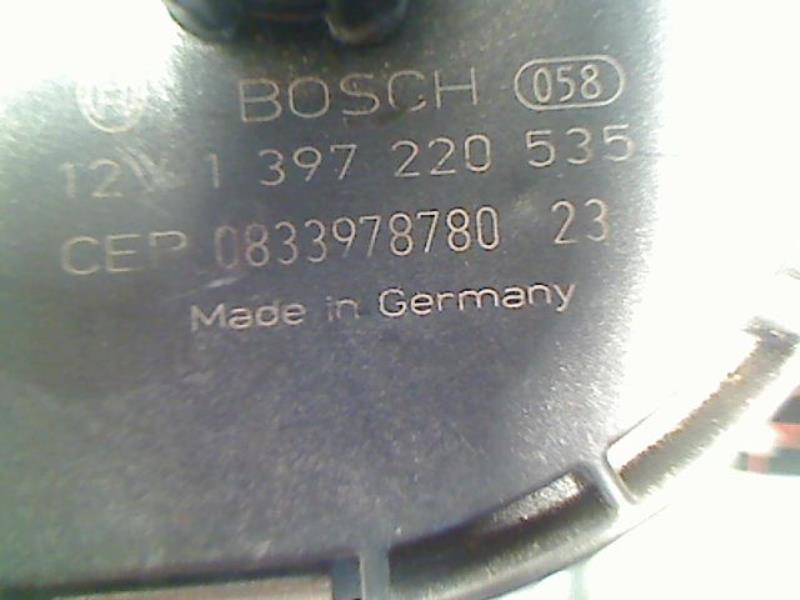 BOSCH 058
12V 1 397 220 535
CEP 0833978780 23
Made in Germany